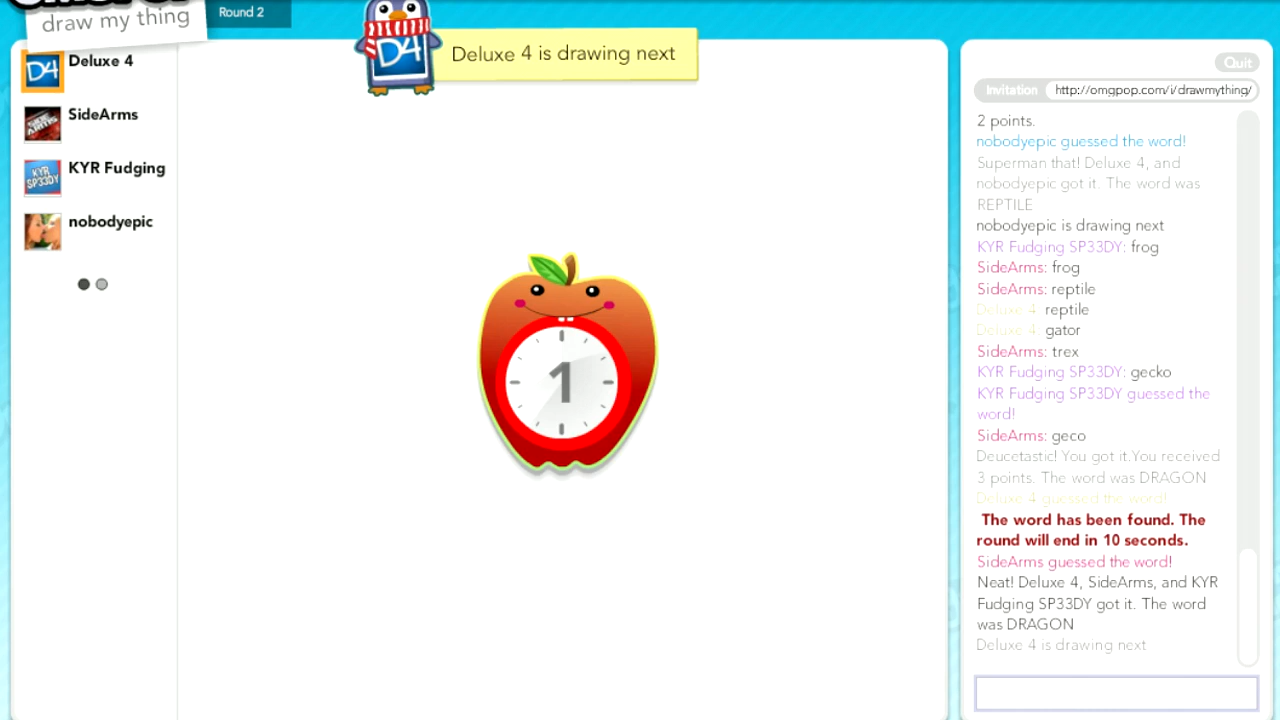 draw my thing
Round 2
D4
Deluxe 4 is drawing next
D4
Deluxe 4
SideArms
KYR
SP33DY
KYR Fudging
nobodyepic
1
Quit
Invitation
http://omgpop.com/i/drawmything/
2 points.
nobodyepic guessed the word!
Superman that! Deluxe 4, and
nobodyepic got it. The word was
REPTILE
nobodyepic is drawing next
KYR Fudging SP33DY: frog
SideArms: frog
SideArms: reptile
Deluxe 4: reptile
Deluxe 4: gator
SideArms: trex
KYR Fudging SP33DY: gecko
KYR Fudging SP33DY guessed the
word!
SideArms: geco
Deucetastic! You got it.You received
3 points. The word was DRAGON
Deluxe 4 guessed the word!
The word has been found. The
round will end in 10 seconds.
SideArms guessed the word!
Neat! Deluxe 4, SideArms, and KYR
Fudging SP33DY got it. The word
was DRAGON
Deluxe 4 is drawing next